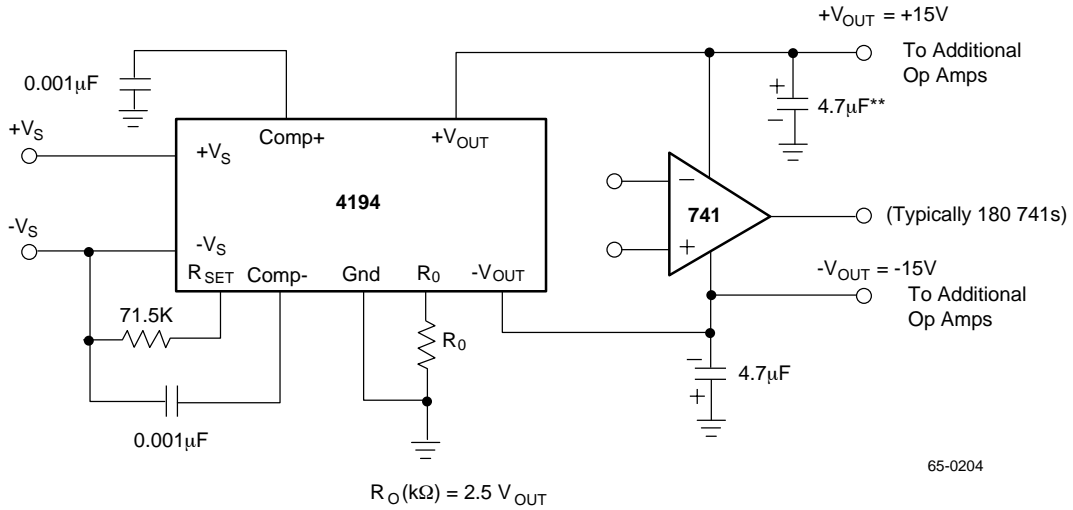 +VOUT = +15V
To Additional
Op Amps
0.001μF
+
4.7μF**
−
+VS
Comp+
+VOUT
+VS
4194
−
741
(Typically 180 741s)
-VS
-VS
+
RSET
Comp-
Gnd
R0
-VOUT
-VOUT = -15V
To Additional
Op Amps
71.5K
R0
−
4.7μF
+
0.001μF
65-0204
RO(kΩ) = 2.5 VOUT